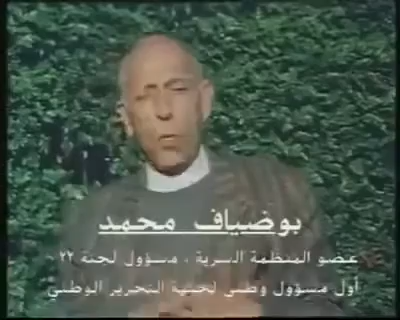 بوضياف محمد
عضو المنظمة السرية ، مسؤول لجنة ٢٢
أول مسؤول وطني لجبهة التحرير الوطني